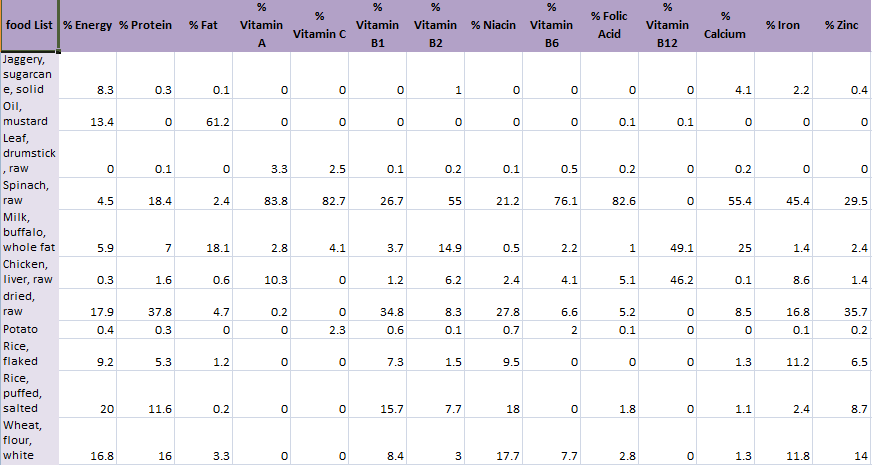 food List % Energy % Protein % Fat % Vitamin A % Vitamin C % Vitamin B1 % Vitamin B2 % Niacin % Vitamin B6 % Folic Acid % Vitamin B12 % Calcium % Iron % Zinc
Jaggery, sugarcan e, solid 8.3 0.3 0.1 0 0 0 1 0 0 0 0 4.1 2.2 0.4
Oil, mustard 13.4 0 61.2 0 0 0 0 0 0 0.1 0.1 0 0 0
Leaf, drumstick , raw 0 0.1 0 3.3 2.5 0.1 0.2 0.1 0.5 0.2 0 0.2 0 0
Spinach, raw 4.5 18.4 2.4 83.8 82.7 26.7 55 21.2 76.1 82.6 0 55.4 45.4 29.5
Milk, buffalo, whole fat 5.9 7 18.1 2.8 4.1 3.7 14.9 0.5 2.2 1 49.1 25 1.4 2.4
Chicken, liver, raw 0.3 1.6 0.6 10.3 0 1.2 6.2 2.4 4.1 5.1 46.2 0.1 8.6 1.4
dried, raw 17.9 37.8 4.7 0.2 0 34.8 8.3 27.8 6.6 5.2 0 8.5 16.8 35.7
Potato 0.4 0.3 0 0 2.3 0.6 0.1 0.7 2 0.1 0 0 0.1 0.2
Rice, flaked 9.2 5.3 1.2 0 0 7.3 1.5 9.5 0 0 0 1.3 11.2 6.5
Rice, puffed, salted 20 11.6 0.2 0 0 15.7 7.7 18 0 1.8 0 1.1 2.4 8.7
Wheat, flour, white 16.8 16 3.3 0 0 8.4 3 17.7 7.7 2.8 0 1.3 11.8 14